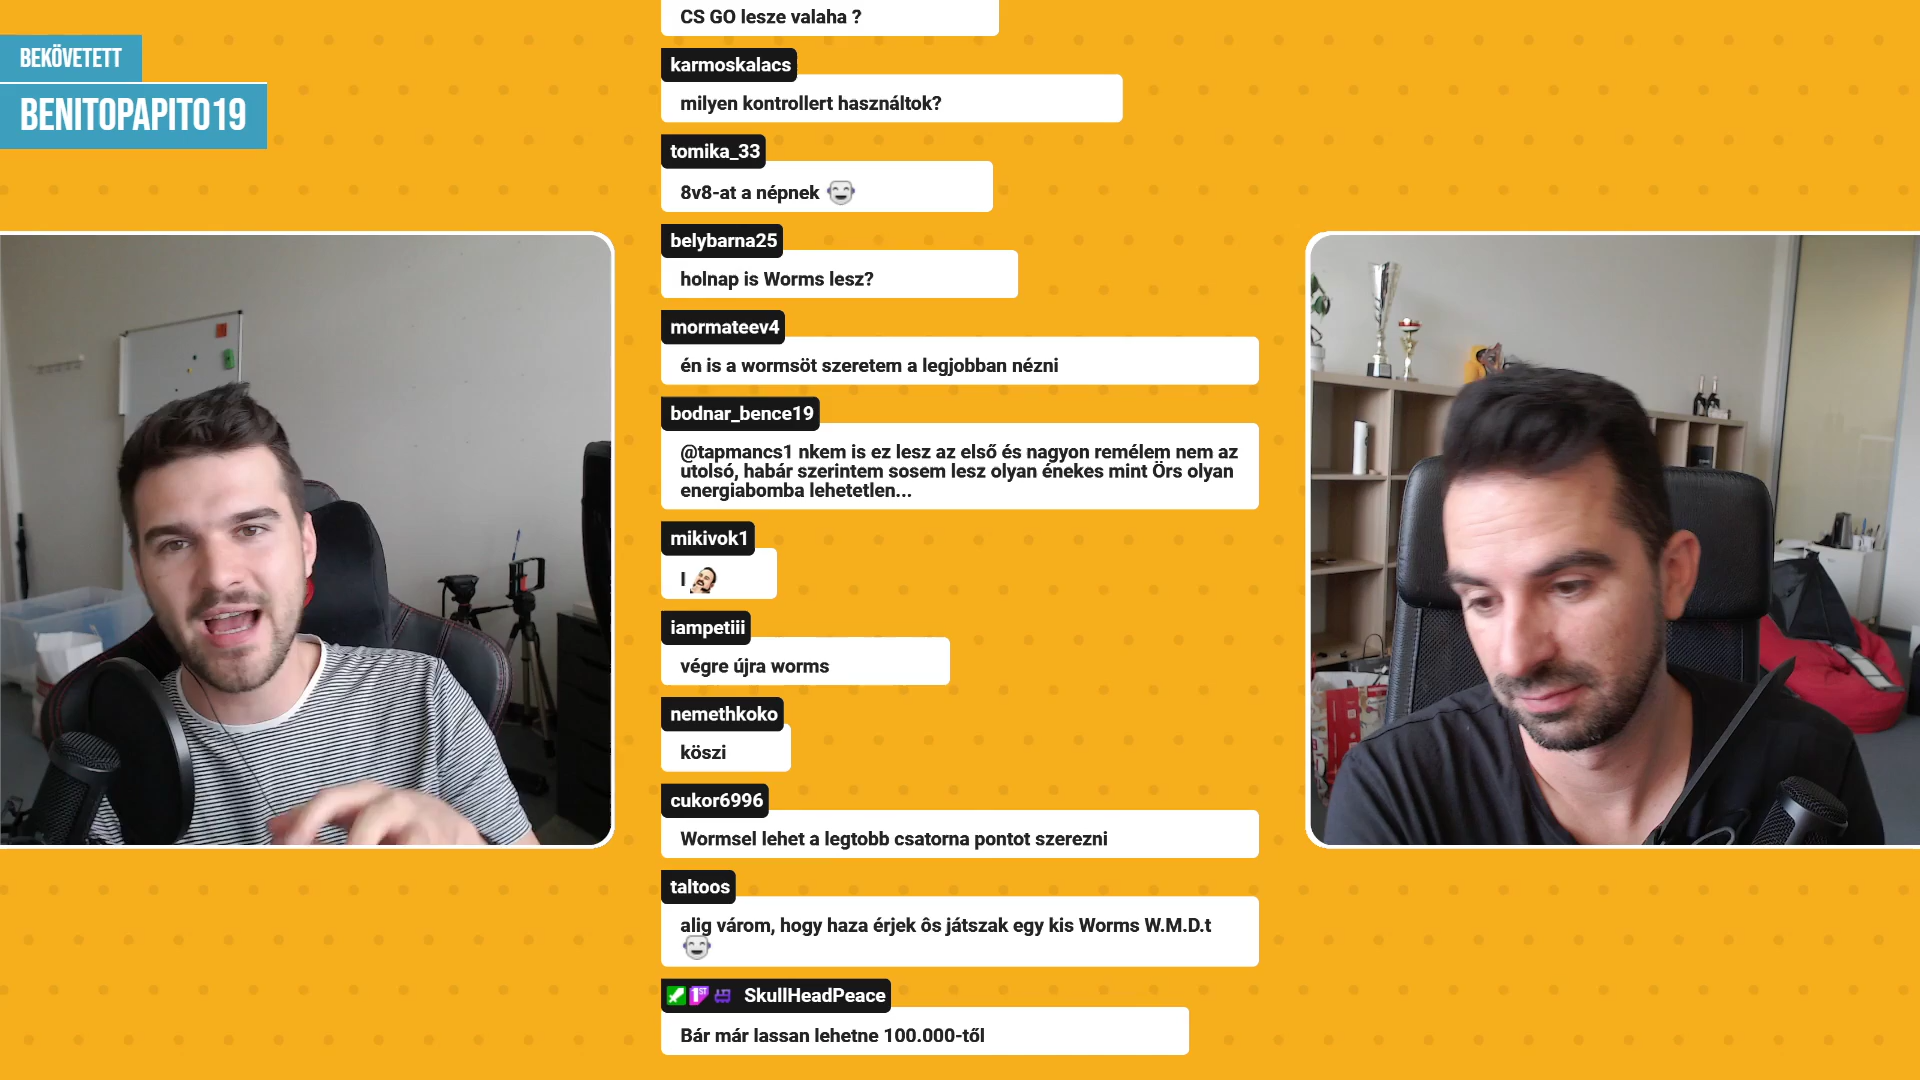 BEKÖVETETT
BENITOPAPITO19
CS GO lesze valaha ?
karmoskalacs
milyen kontrollert használtok?
tomika_33
8v8-at a népnek
belybarna25
holnap is Worms lesz?
mormateev4
én is a wormsöt szeretem a legjobban nézni
bodnar_bence19
@tapmancs1 nkem is ez lesz az első és nagyon remélem nem az
utolsó, habár szerintem sosem lesz olyan énekes mint Örs olyan
energiabomba lehetetlen...
mikivok1
I
iampetiii
végre újra worms
nemethkoko
köszi
cukor6996
Wormsel lehet a legtobb csatorna pontot szerezni
taltoos
alig várom, hogy haza érjek ôs játszak egy kis Worms W.M.D.t
1ST SkullHeadPeace
Bár már lassan lehetne 100.000-től